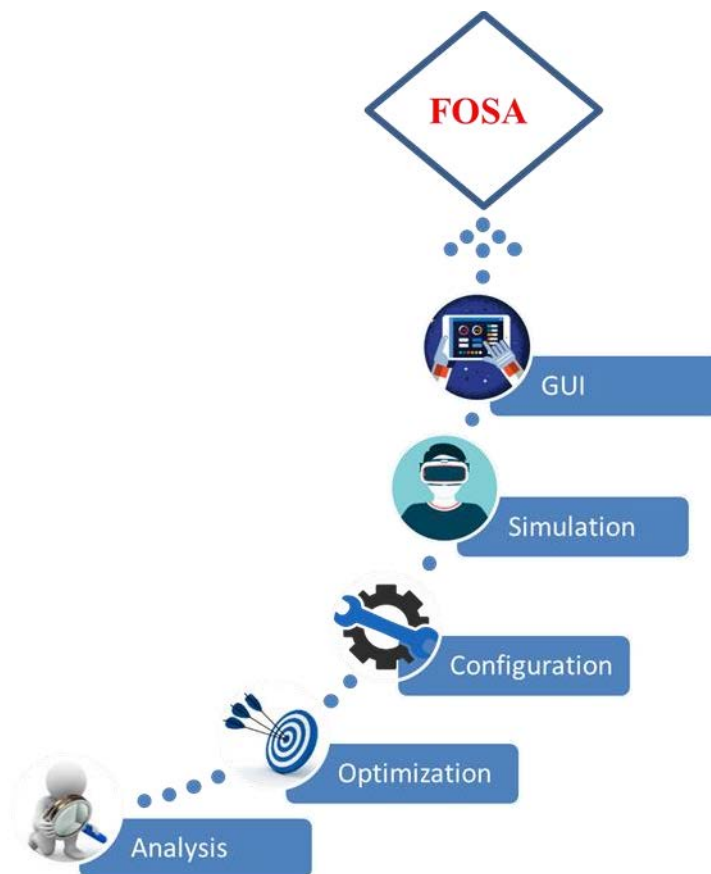 FOSA
GUI
Simulation
Configuration
Optimization
Analysis